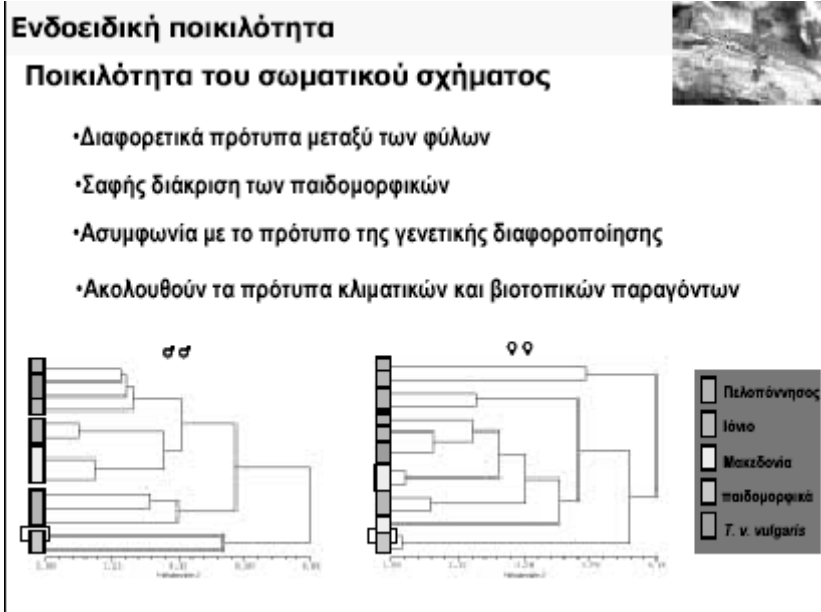 Ενδοειδική ποικιλότητα
Ποικιλότητα του σωματικού σχήματος
•Διαφορετικά πρότυπα μεταξύ των φύλων
•Σαφής διάκριση των παιδομορφικών
•Ασυμφωνία με το πρότυπο της γενετικής διαφοροποίησης
•Ακολουθούν τα πρότυπα κλιματικών και βιοτοπικών παραγόντων
♂♂
♀♀
Πελοπόννησος
Ιόνιο
Μακεδονία
παιδομορφικά
T. v. vulgaris